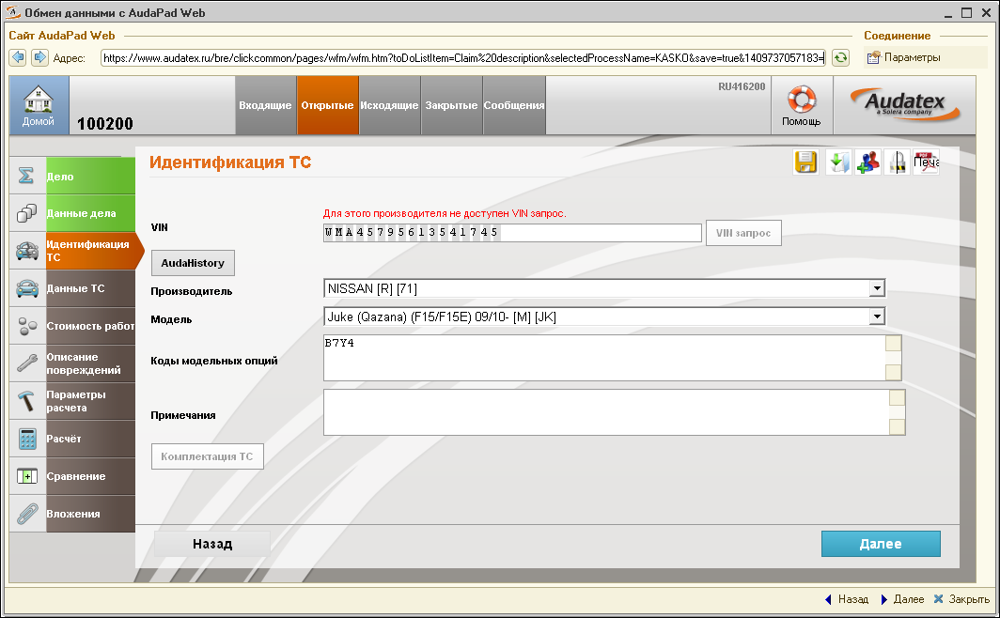 Обмен данными с AudaPad Web
Сайт AudaPad Web
Соединение
Адрес:
https://www.audatex.ru/bre/clickcommon/pages/wfm/wfm.htm?toDoListItem=Claim%20description&selectedProcessName=KASKO&save=true&1409737057183=
Параметры
Домой
100200
Входящие
Открытые
Исходящие
Закрытые
Сообщения
RU416200
Помощь
Audatex
a Solera company
Дело
Данные дела
Идентификация
ТС
Данные ТС
Стоимость работ
Описание
повреждений
Параметры
расчета
Расчёт
Сравнение
Вложения
Идентификация ТС
PDF
Печа
Для этого производителя не доступен VIN запрос.
VIN
WMA45795613541745
VIN запрос
AudaHistory
Производитель
NISSAN [R] [71]
Модель
Juke (Qazana) (F15/F15E) 09/10- [M] [JK]
Коды модельных опций
B7Y4
Примечания
Комплектация ТС
Назад
Далее
Назад
Далее
Закрыть